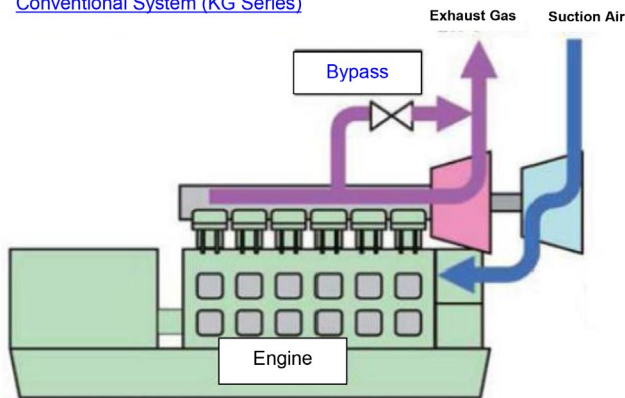 Conventional System (KG Series)
Exhaust Gas
Suction Air
Bypass
Engine